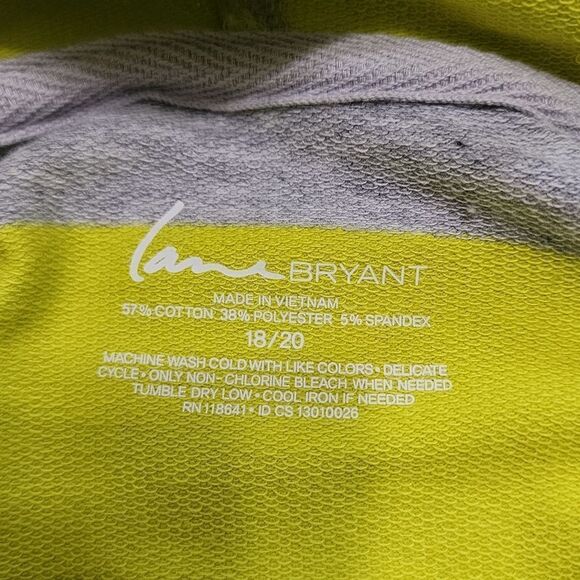 Lane BRYANT
MADE IN VIETNAM
57% COTTON 38% POLYESTER 5% SPANDEX
18/20
MACHINE WASH COLD WITH LIKE COLORS • DELICATE
CYCLE • ONLY NON- CHLORINE BLEACH WHEN NEEDED
TUMBLE DRY LOW • COOL IRON IF NEEDED
RN 118641 • ID CS 13010026